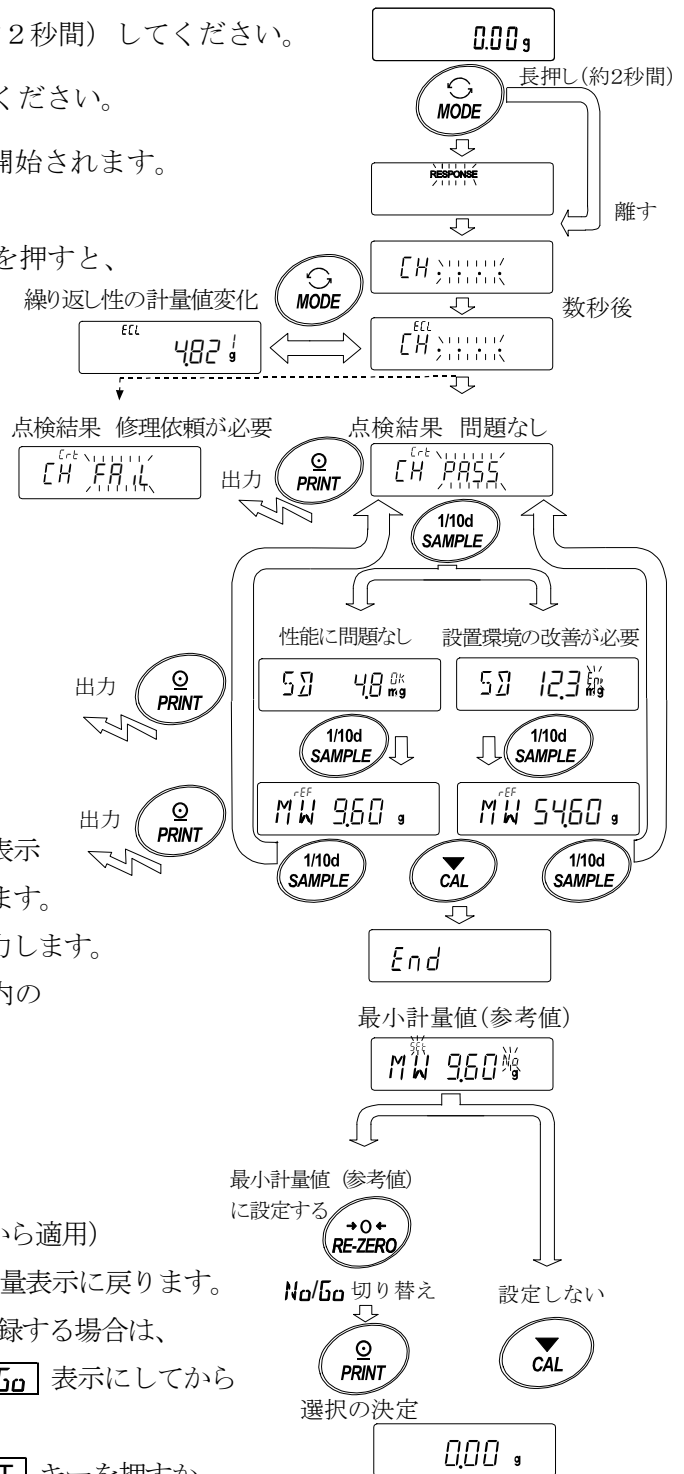 ２秒間）してください。
0.00 g
長押し(約2秒間)
MODE
ください。
開始されます。
RESPONSE
離す
を押すと、
CH
MODE
数秒後
繰り返し性の計量値変化
ECL
4.82 g
ECL
CH
点検結果 修理依頼が必要
点検結果 問題なし
Crt
CH FAiL
出力
PRINT
Crt
CH PASS
1/10d
SAMPLE
性能に問題なし
設置環境の改善が必要
出力
PRINT
SD 4.8 OK mg
SD 12.3 mg
1/10d
SAMPLE
1/10d
SAMPLE
出力
PRINT
rEF
MW 9.60 g
rEF
MW 54.60 g
表示
1/10d
SAMPLE
CAL
1/10d
SAMPLE
ます。
力します。
End
内の
最小計量値(参考値)
SEt
MW 9.60 No g
最小計量値 (参考値)
に設定する
→0←
RE-ZERO
から適用）
量表示に戻ります。
No/Go 切り替え
設定しない
録する場合は、
PRINT
CAL
Go 表示にしてから
選択の決定
0.00 g
T キーを押すか